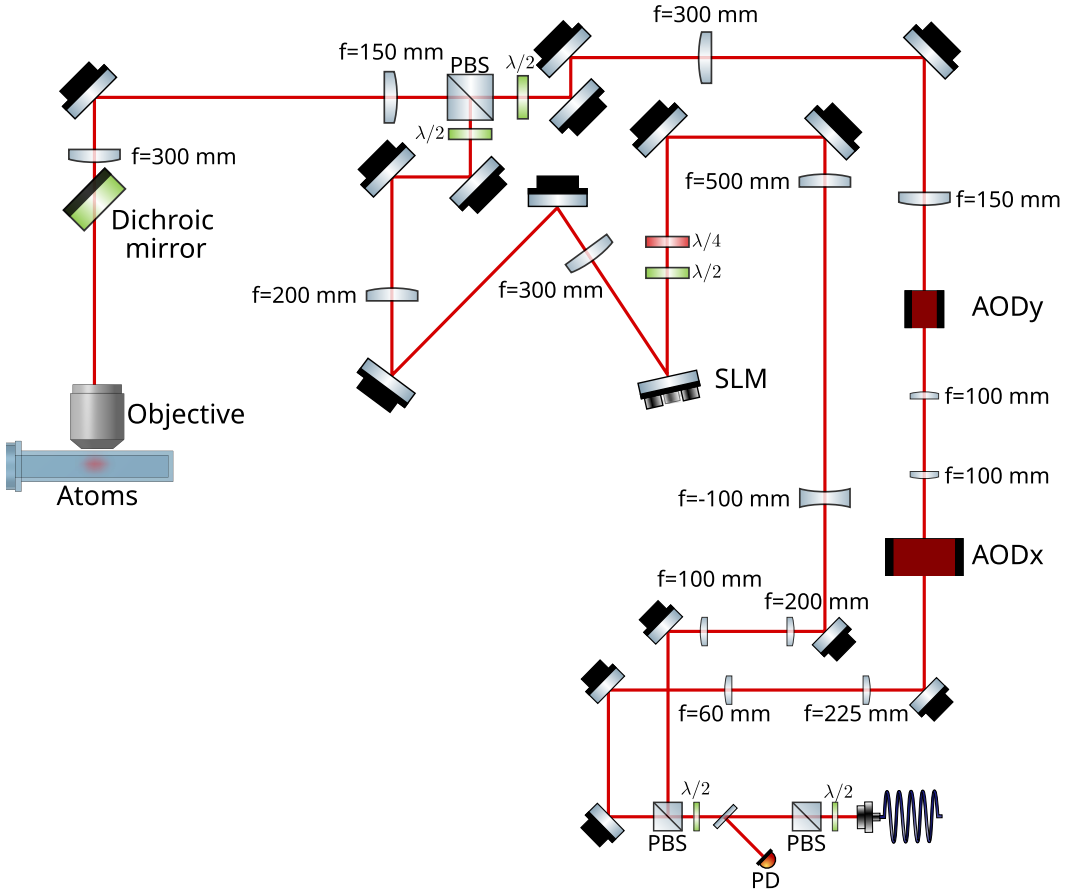 f=300 mm
f=150 mm
PBS
λ/2
λ/2
f=300 mm
f=500 mm
f=150 mm
Dichroic
mirror
λ/4
λ/2
f=200 mm
f=300 mm
AODy
SLM
f=100 mm
Objective
f=100 mm
Atoms
f=-100 mm
AODx
f=100 mm
f=200 mm
f=60 mm
f=225 mm
λ/2
λ/2
PBS
PBS
PD